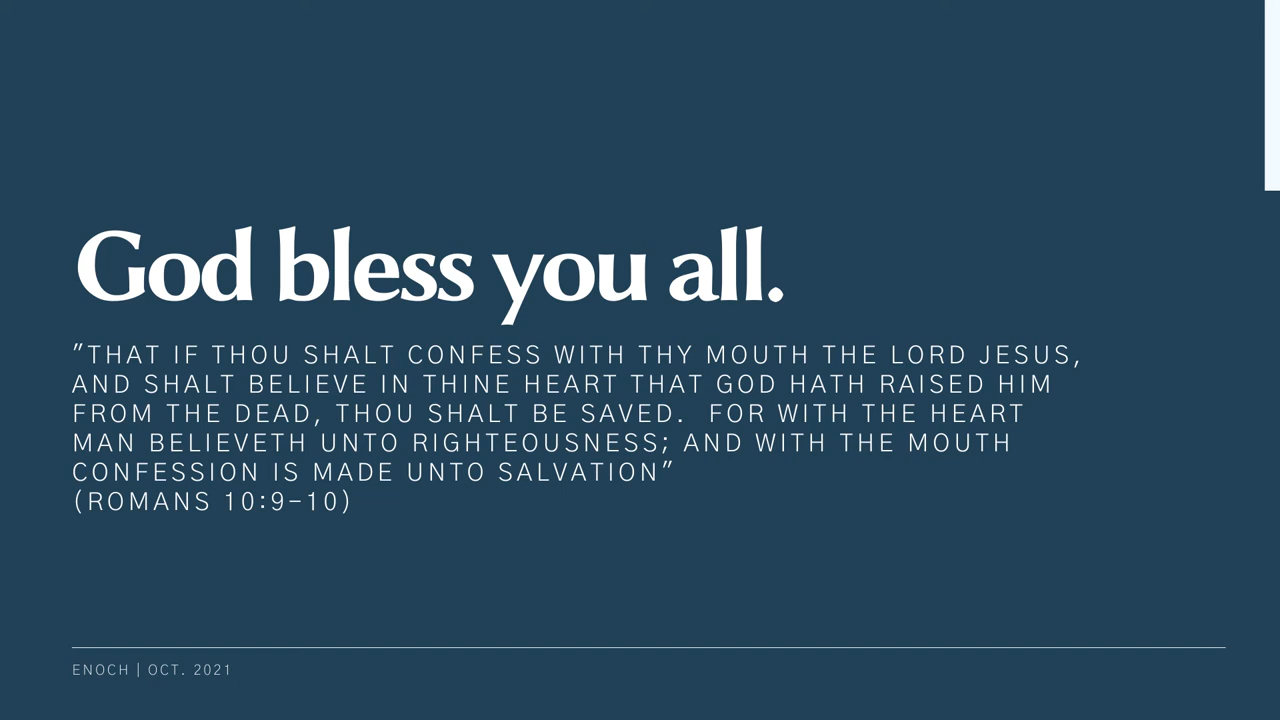 God bless you all.
"THAT IF THOU SHALT CONFESS WITH THY MOUTH THE LORD JESUS,
AND SHALT BELIEVE IN THINE HEART THAT GOD HATH RAISED HIM
FROM THE DEAD, THOU SHALT BE SAVED.  FOR WITH THE HEART
MAN BELIEVETH UNTO RIGHTEOUSNESS; AND WITH THE MOUTH
CONFESSION IS MADE UNTO SALVATION"
(ROMANS 10:9-10)
ENOCH | OCT. 2021